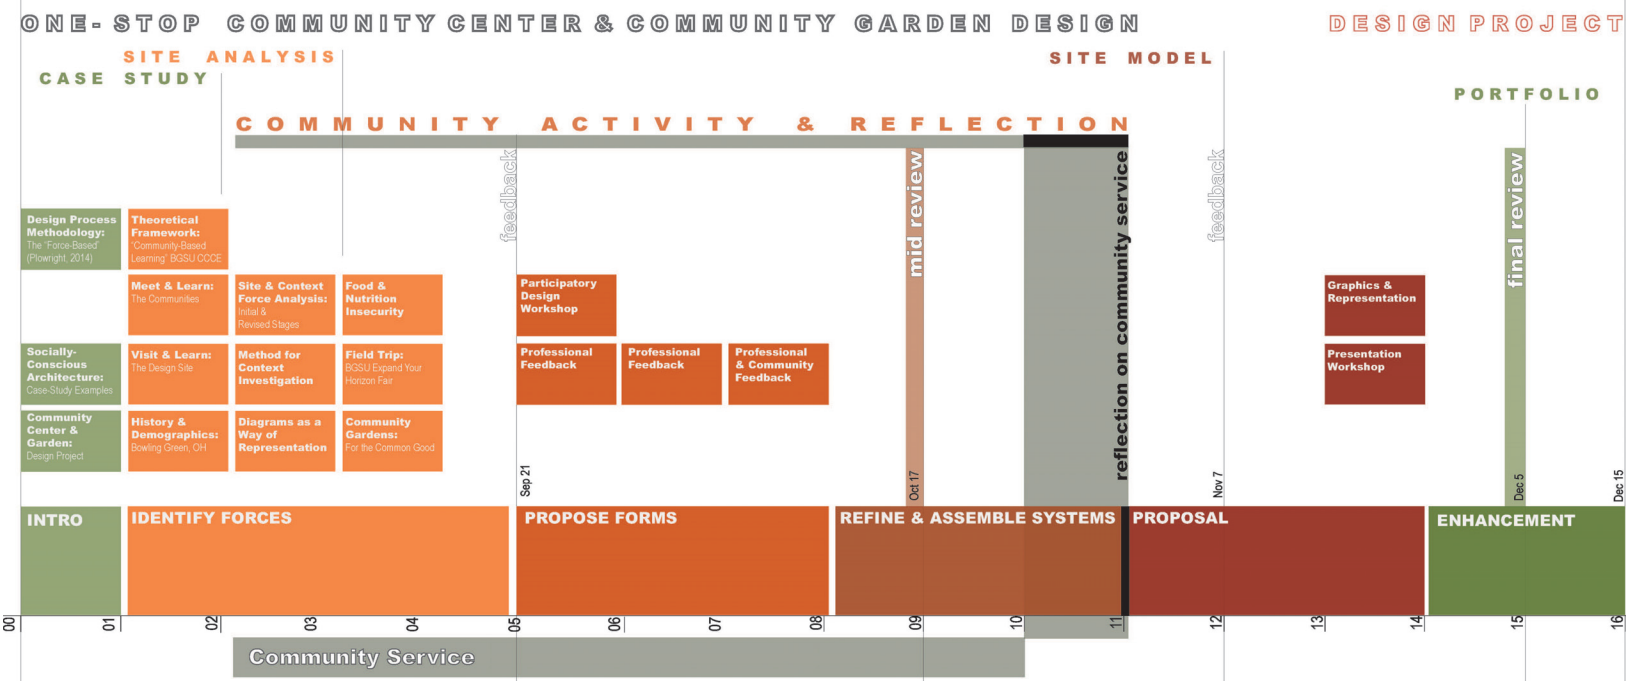 ONE-STOP COMMUNITY CENTER & COMMUNITY GARDEN DESIGN
DESIGN PROJECT
SITE ANALYSIS
SITE MODEL
CASE STUDY
PORTFOLIO
COMMUNITY ACTIVITY & REFLECTION
feedback
mid review
reflection on community service
feedback
final review
Design Process
Methodology:
The "Force-Based"
(Plowright, 2014)
Theoretical
Framework:
"Community-Based
Learning" BGSU CCCE
Meet & Learn:
The Communities
Site & Context
Force Analysis:
Initial &
Revised Stages
Food &
Nutrition
Insecurity
Participatory
Design
Workshop
Graphics &
Representation
Socially-
Conscious
Architecture:
Case-Study Examples
Visit & Learn:
The Design Site
Method for
Context
Investigation
Field Trip:
BGSU Expand Your
Horizon Fair
Professional
Feedback
Professional
Feedback
Professional
& Community
Feedback
Presentation
Workshop
Community
Center &
Garden:
Design Project
History &
Demographics:
Bowling Green, OH
Diagrams as a
Way of
Representation
Community
Gardens:
For the Common Good
Sep 21
Oct 17
Nov 7
Dec 5
Dec 15
INTRO
IDENTIFY FORCES
PROPOSE FORMS
REFINE & ASSEMBLE SYSTEMS
PROPOSAL
ENHANCEMENT
00
01
02
03
04
05
06
07
08
09
10
11
12
13
14
15
16
Community Service